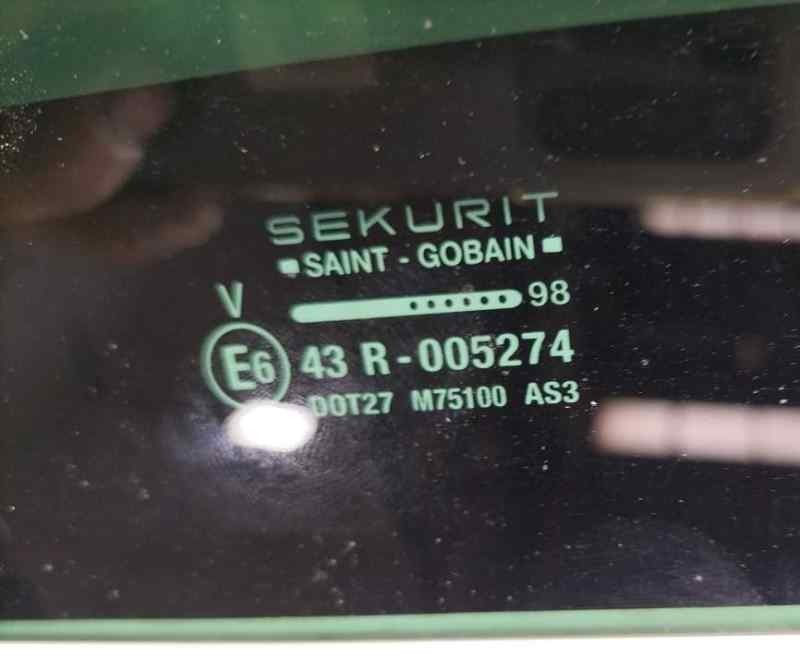 SEKURIT
SAINT - GOBAIN
V
98
E6 43 R - 005274
DOT27 M75100 AS3